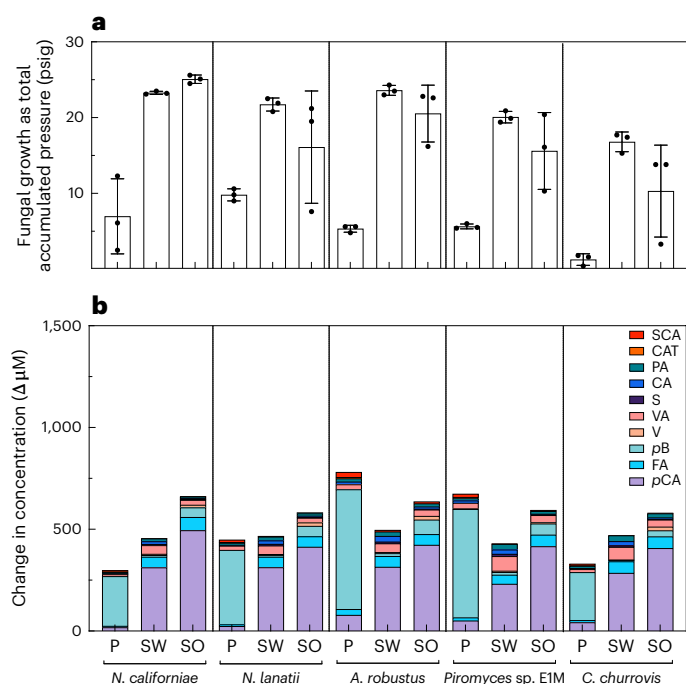 a
Fungal growth as total
accumulated pressure (psig)
30
20
10
b
Change in concentration (Δ μM)
1,500
1,000
500
0
SCA
CAT
PA
CA
S
VA
V
pB
FA
pCA
P SW SO P SW SO P SW SO P SW SO P SW SO
N. californiae N. lanatii A. robustus Piromyces sp. E1M C. churrovis